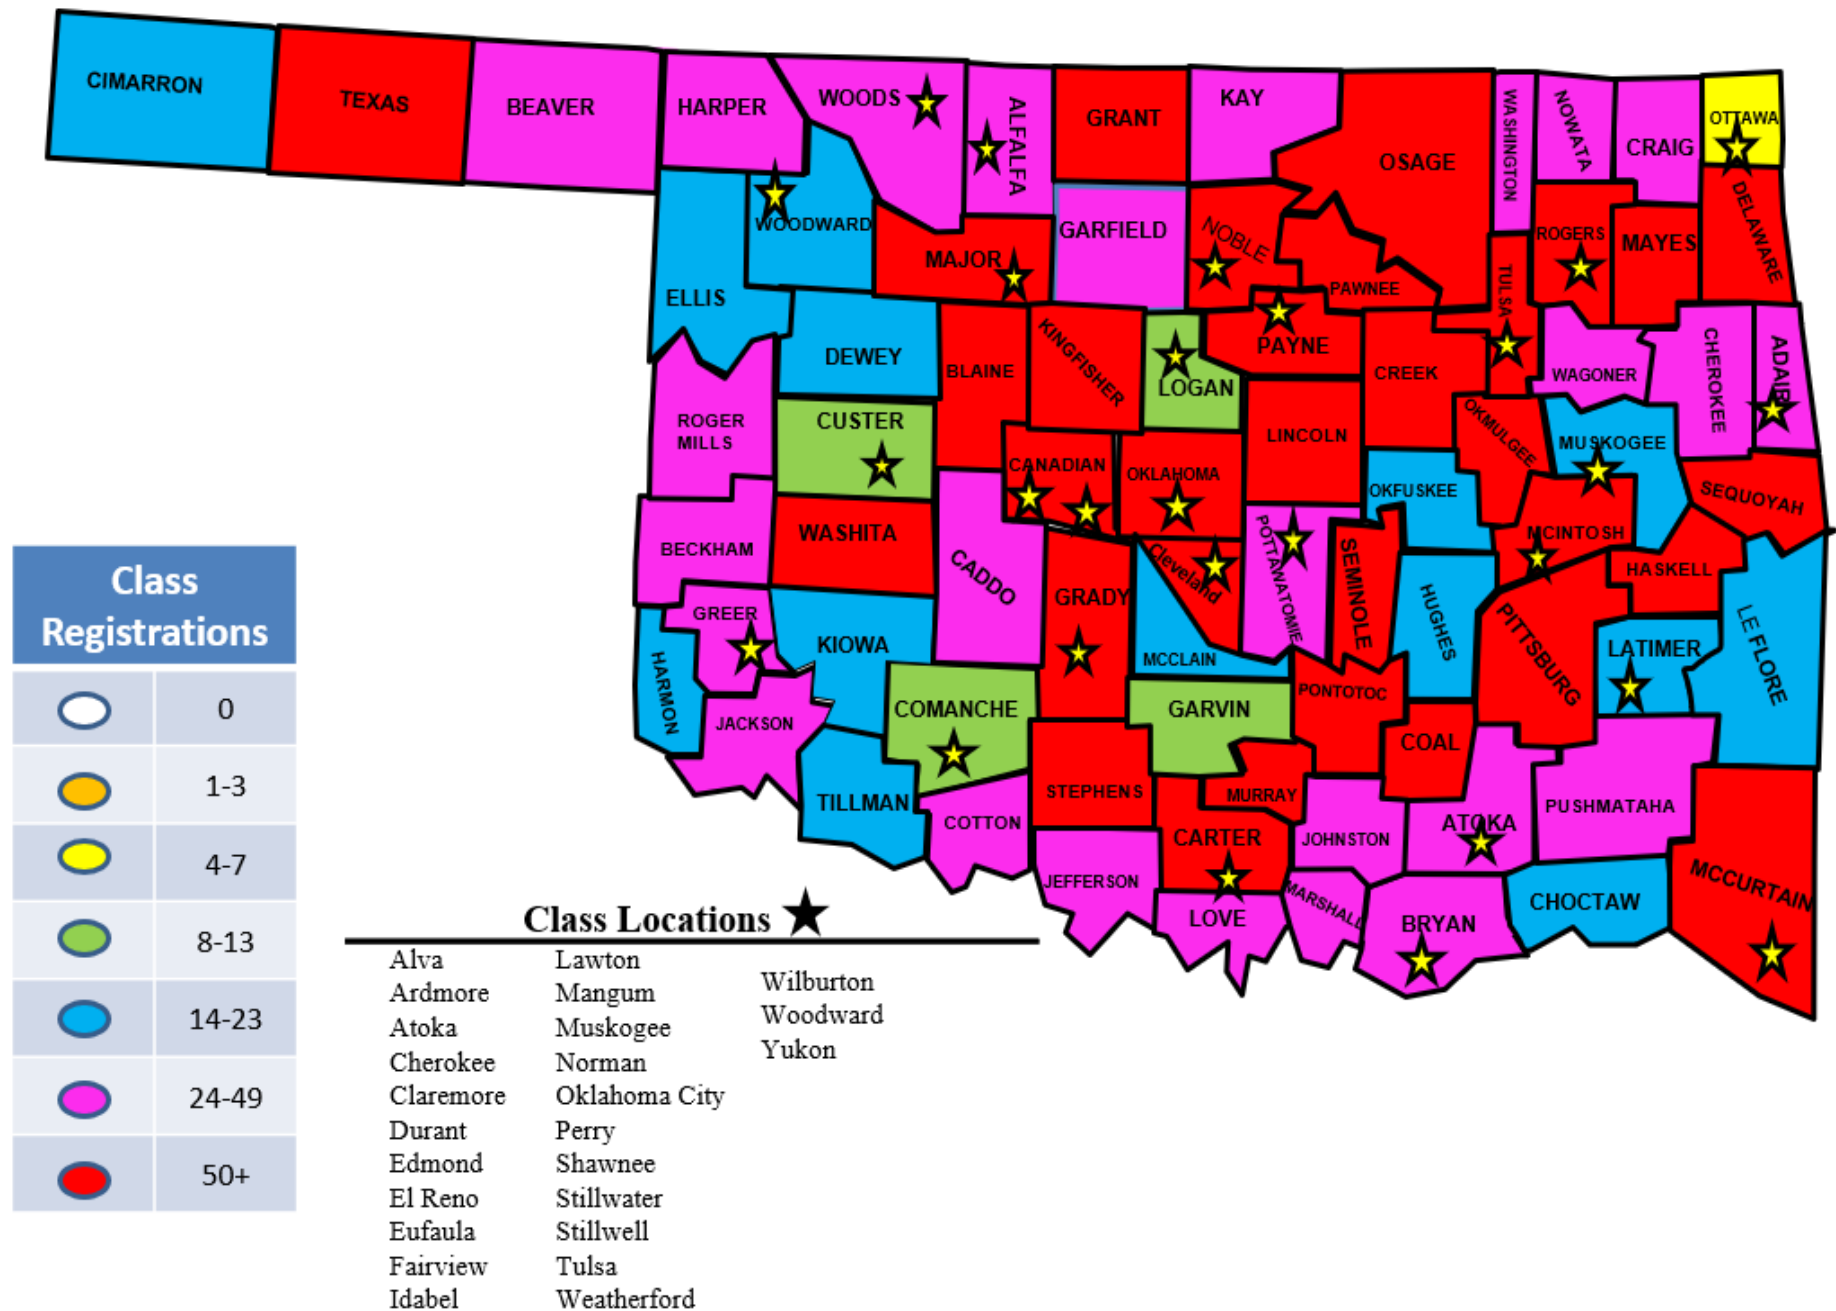 CIMARRON
TEXAS
BEAVER
HARPER
WOODS
ALFALFA
GRANT
KAY
OSAGE
WASHINGTON
NOWATA
CRAIG
OTTAWA
DELAWARE
WOODWARD
ELLIS
MAJOR
GARFIELD
NOBLE
PAWNEE
TULSA
ROGERS
MAYES
DEWEY
BLAINE
KINGFISHER
LOGAN
PAYNE
CREEK
WAGONER
CHEROKEE
ADAIR
ROGER
MILLS
CUSTER
CANADIAN
OKLAHOMA
LINCOLN
OKMULGEE
MUSKOGEE
OKFUSKEE
SEQUOYAH
BECKHAM
WASHITA
CADDO
GRADY
Cleveland
POTTAWATOMIE
SEMINOLE
HUGHES
MCINTOSH
HASKELL
GREER
HARMON
KIOWA
MCCLAIN
PITTSBURG
LATIMER
LE FLORE
JACKSON
COMANCHE
GARVIN
PONTOTOC
COAL
TILLMAN
COTTON
STEPHENS
MURRAY
CARTER
JOHNSTON
ATOKA
PUSHMATAHA
MCCURTAIN
JEFFERSON
LOVE
MARSHALL
BRYAN
CHOCTAW
Class
Registrations
0
1-3
4-7
8-13
14-23
24-49
50+
Class Locations
Alva
Ardmore
Atoka
Cherokee
Claremore
Durant
Edmond
El Reno
Eufaula
Fairview
Idabel
Lawton
Mangum
Muskogee
Norman
Oklahoma City
Perry
Shawnee
Stillwater
Stillwell
Tulsa
Weatherford
Wilburton
Woodward
Yukon